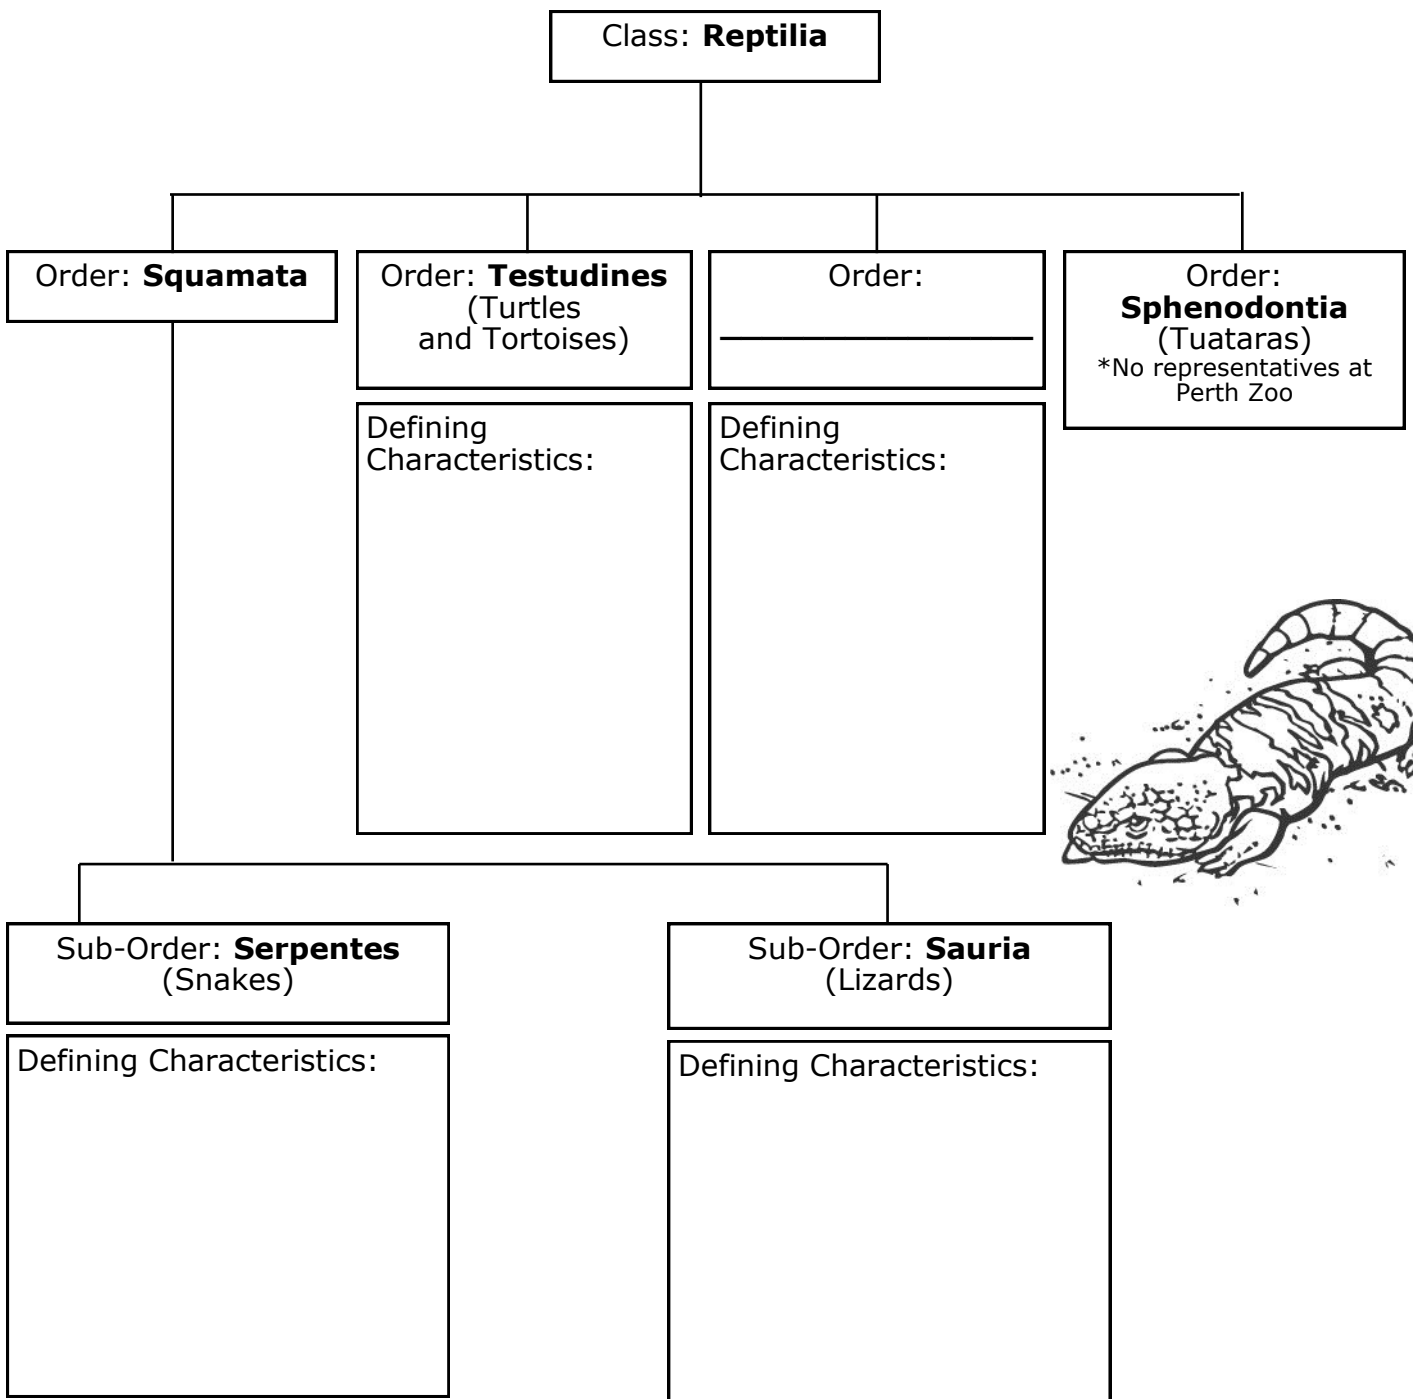 Class: Reptilia
Order: Squamata
Order: Testudines
(Turtles
and Tortoises)
Order:
Order:
Sphenodontia
(Tuataras)
*No representatives at
Perth Zoo
Defining
Characteristics:
Defining
Characteristics:
Sub-Order: Serpentes
(Snakes)
Sub-Order: Sauria
(Lizards)
Defining Characteristics:
Defining Characteristics: